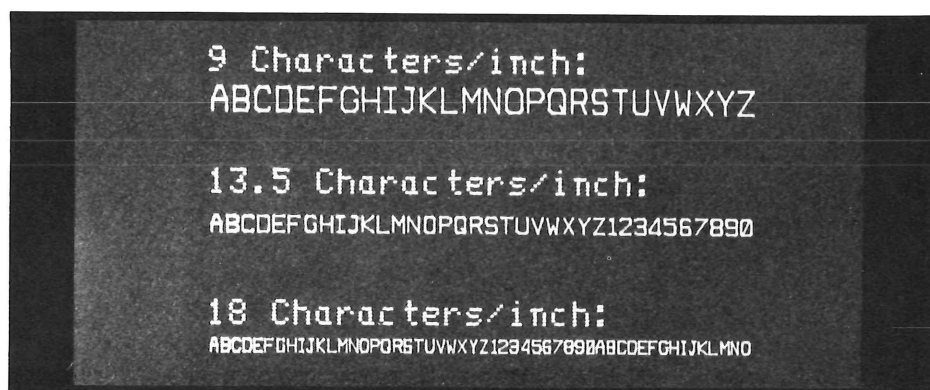 9 Characters/inch:
ABCDEFGHIJKLMNOPQRSTUVWXYZ
13.5 Characters/inch:
ABCDEFGHIJKLMNOPQRSTUVWXYZ1234567890
18 Characters/inch:
ABCDEFGHIJKLMNOPQRSTUVWXYZ1234567890ABCDEFGHIJKLMNO